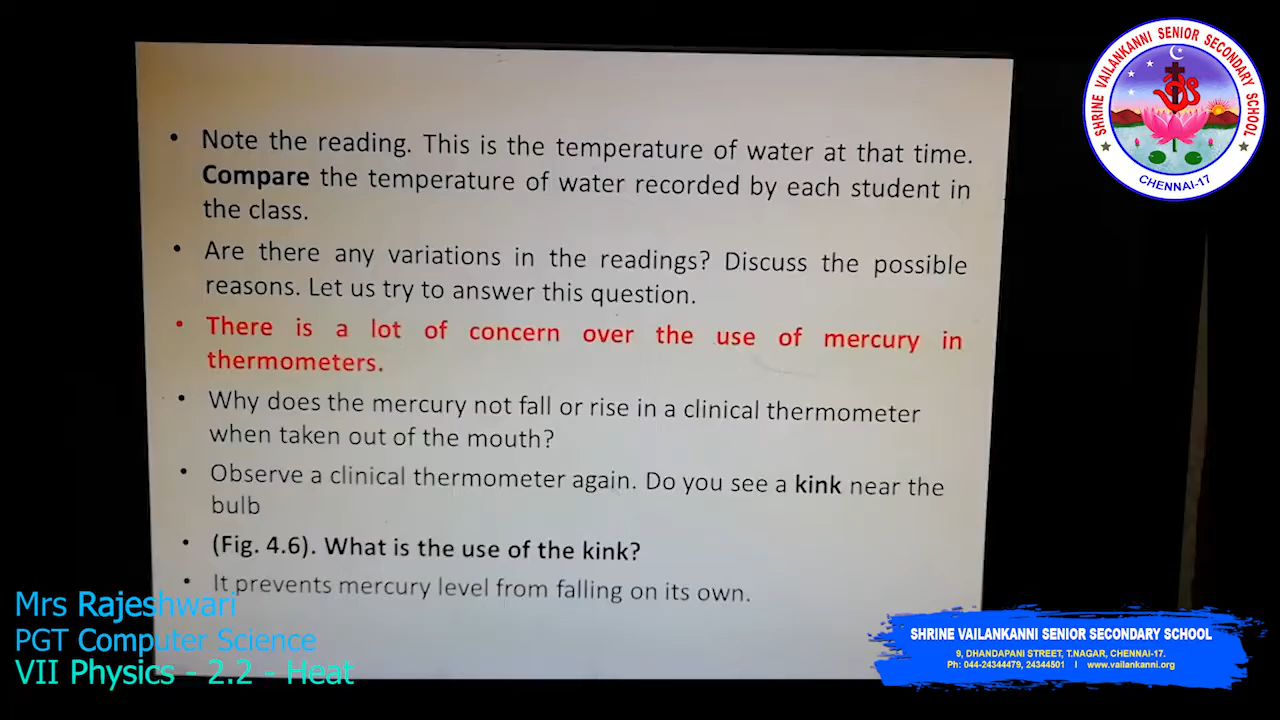 • Note the reading. This is the temperature of water at that time.
Compare the temperature of water recorded by each student in
the class.
• Are there any variations in the readings? Discuss the possible
reasons. Let us try to answer this question.
• There is a lot of concern over the use of mercury in
thermometers.
• Why does the mercury not fall or rise in a clinical thermometer
when taken out of the mouth?
• Observe a clinical thermometer again. Do you see a kink near the
bulb
• (Fig. 4.6). What is the use of the kink?
• It prevents mercury level from falling on its own.
Mrs Rajeshwari
PGT Computer Science
VII Physics - 2.2 - Heat
SHRINE VAILANKANNI SENIOR SECONDARY SCHOOL
CHENNAI-17
SHRINE VAILANKANNI SENIOR SECONDARY SCHOOL
9, DHANDAPANI STREET, T.NAGAR, CHENNAI-17.
Ph: 044-24344479, 24344501 I www.vailankanni.org